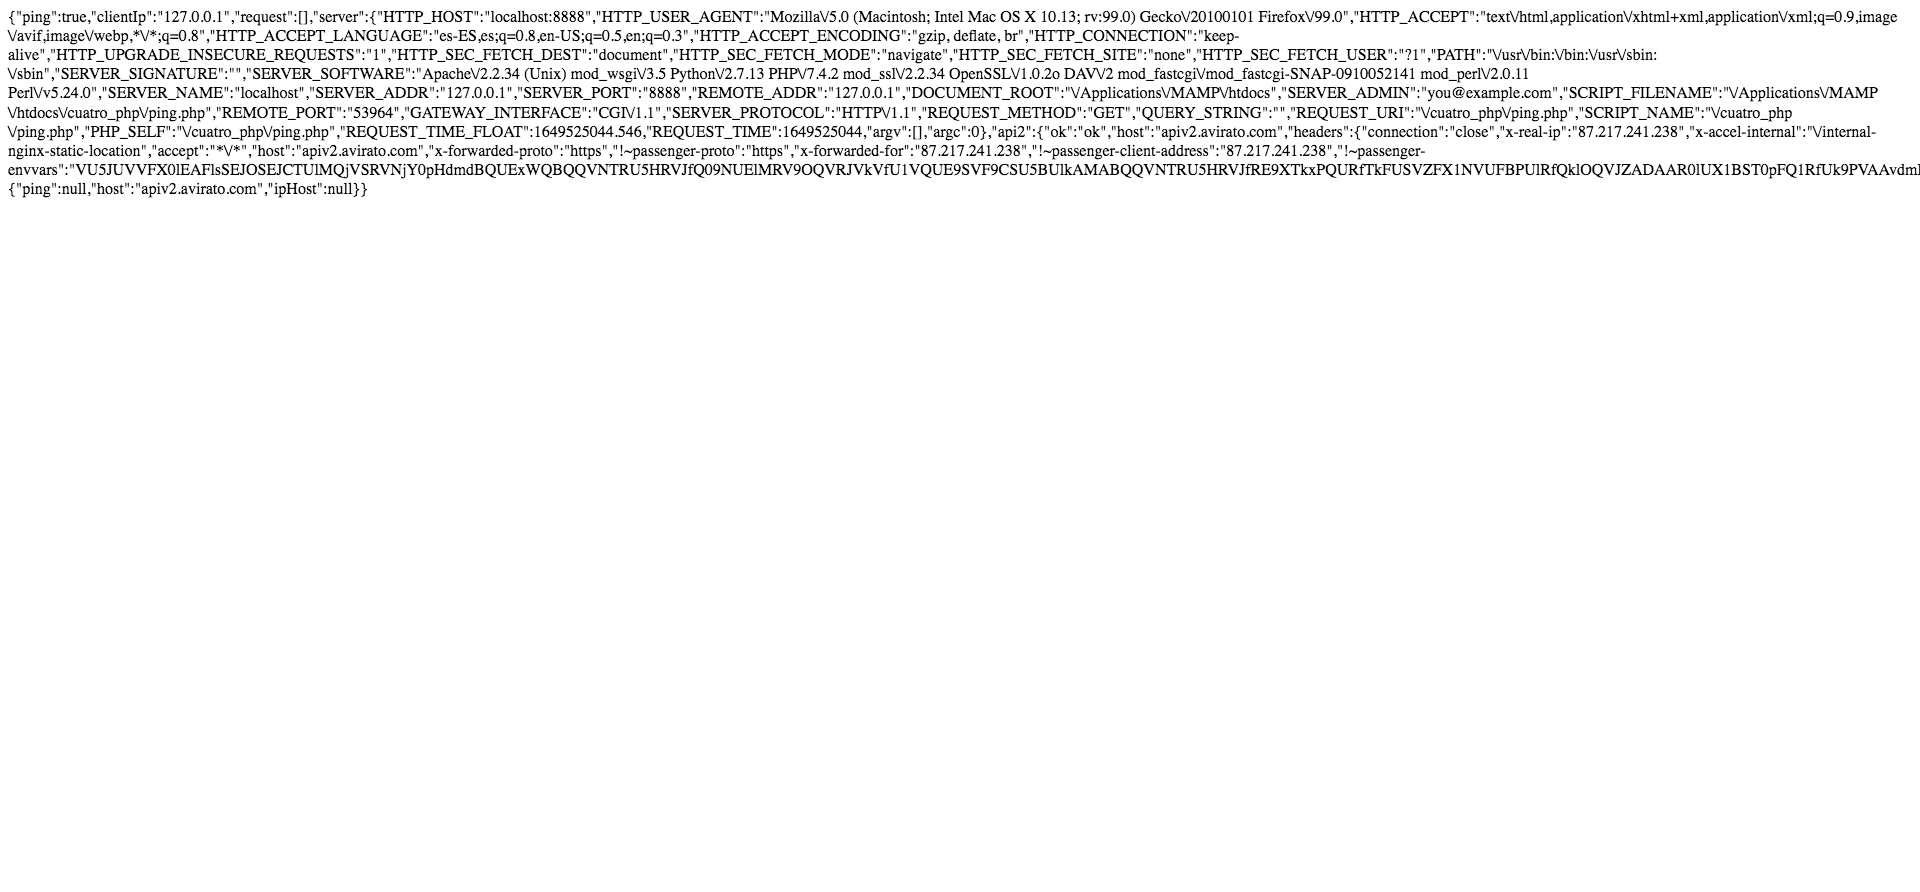 {"ping":true,"clientIp":"127.0.0.1","request":[],"server":{"HTTP_HOST":"localhost:8888","HTTP_USER_AGENT":"Mozilla\/5.0 (Macintosh; Intel Mac OS X 10.13; rv:99.0) Gecko\/20100101 Firefox\/99.0","HTTP_ACCEPT":"text\/html,application\/xhtml+xml,application\/xml;q=0.9,image
\/avif,image\/webp,*\/*;q=0.8","HTTP_ACCEPT_LANGUAGE":"es-ES,es;q=0.8,en-US;q=0.5,en;q=0.3","HTTP_ACCEPT_ENCODING":"gzip, deflate, br","HTTP_CONNECTION":"keep-
alive","HTTP_UPGRADE_INSECURE_REQUESTS":"1","HTTP_SEC_FETCH_DEST":"document","HTTP_SEC_FETCH_MODE":"navigate","HTTP_SEC_FETCH_SITE":"none","HTTP_SEC_FETCH_USER":"?1","PATH":"\/usr\/bin:\/bin:\/usr\/sbin:
\/sbin","SERVER_SIGNATURE":"","SERVER_SOFTWARE":"Apache\/2.2.34 (Unix) mod_wsgi\/3.5 Python\/2.7.13 PHP\/7.4.2 mod_ssl\/2.2.34 OpenSSL\/1.0.2o DAV\/2 mod_fastcgi\/mod_fastcgi-SNAP-0910052141 mod_perl\/2.0.11
Perl\/v5.24.0","SERVER_NAME":"localhost","SERVER_ADDR":"127.0.0.1","SERVER_PORT":"8888","REMOTE_ADDR":"127.0.0.1","DOCUMENT_ROOT":"\/Applications\/MAMP\/htdocs","SERVER_ADMIN":"you@example.com","SCRIPT_FILENAME":"\/Applications\/MAMP
\/htdocs\/cuatro_php\/ping.php","REMOTE_PORT":"53964","GATEWAY_INTERFACE":"CGI\/1.1","SERVER_PROTOCOL":"HTTP\/1.1","REQUEST_METHOD":"GET","QUERY_STRING":"","REQUEST_URI":"\/cuatro_php\/ping.php","SCRIPT_NAME":"\/cuatro_php
\/ping.php","PHP_SELF":"\/cuatro_php\/ping.php","REQUEST_TIME_FLOAT":1649525044.546,"REQUEST_TIME":1649525044,"argv":[],"argc":0},"api2":{"ok":"ok","host":"apiv2.avirato.com","headers":{"connection":"close","x-real-ip":"87.217.241.238","x-accel-internal":"\/internal-
nginx-static-location","accept":"*\/*","host":"apiv2.avirato.com","x-forwarded-proto":"https","!~passenger-proto":"https","x-forwarded-for":"87.217.241.238","!~passenger-client-address":"87.217.241.238","!~passenger-
envvars":"VU5JUVVFX0lEAFlsSEJOSEJCTUlMQjVSRVNjY0pHdmdBQUExWQBQQVNTRU5HRVJfQ09NUElMRV9OQVRJVkVfU1VQUE9SVF9CSU5BUlkAMABQQVNTRU5HRVJfRE9XTkxPQURfTkFUSVZFX1NVUFBPUlRfQklOQVJZADAAR0lUX1BST0pFQ1RfUk9PVAAvdm
{"ping":null,"host":"apiv2.avirato.com","ipHost":null}}